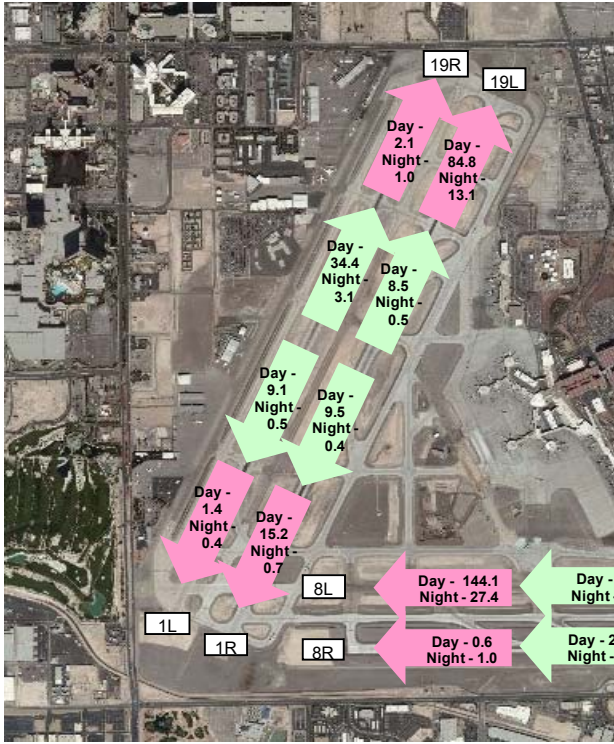 19R
19L
Day -
2.1
Night -
1.0
Day -
84.8
Night -
13.1
Day -
34.4
Night -
3.1
Day -
8.5
Night -
0.5
Day -
9.1
Night -
0.5
Day -
9.5
Night -
0.4
Day -
1.4
Night -
0.4
Day -
15.2
Night -
0.7
8L
Day - 144.1
Night - 27.4
Day -
Night -
1L
1R
8R
Day - 0.6
Night - 1.0
Day - 2
Night -